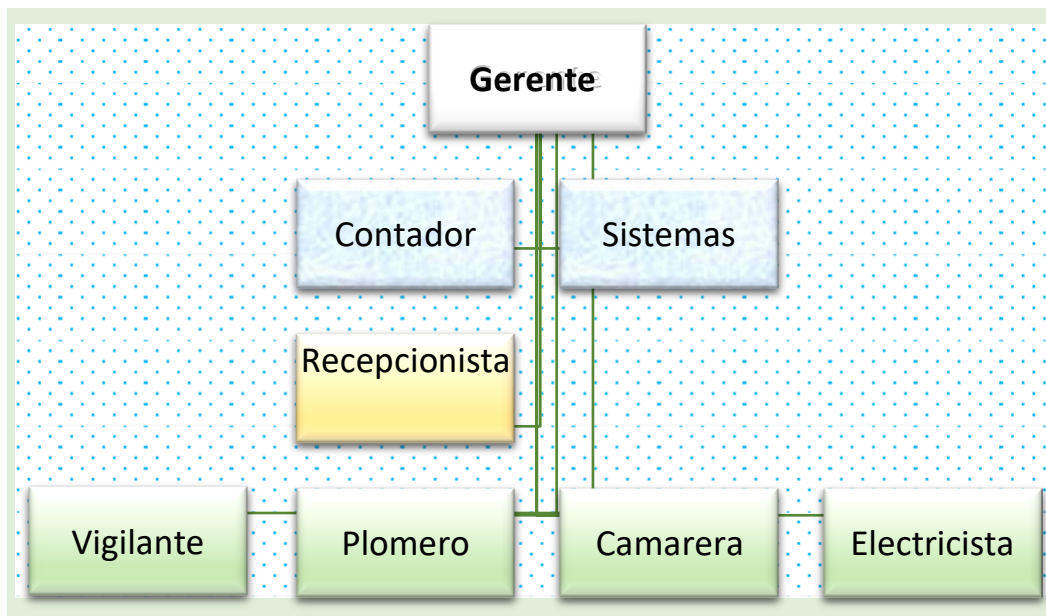 Gerente
Contador
Sistemas
Recepcionista
Vigilante
Plomero
Camarera
Electricista